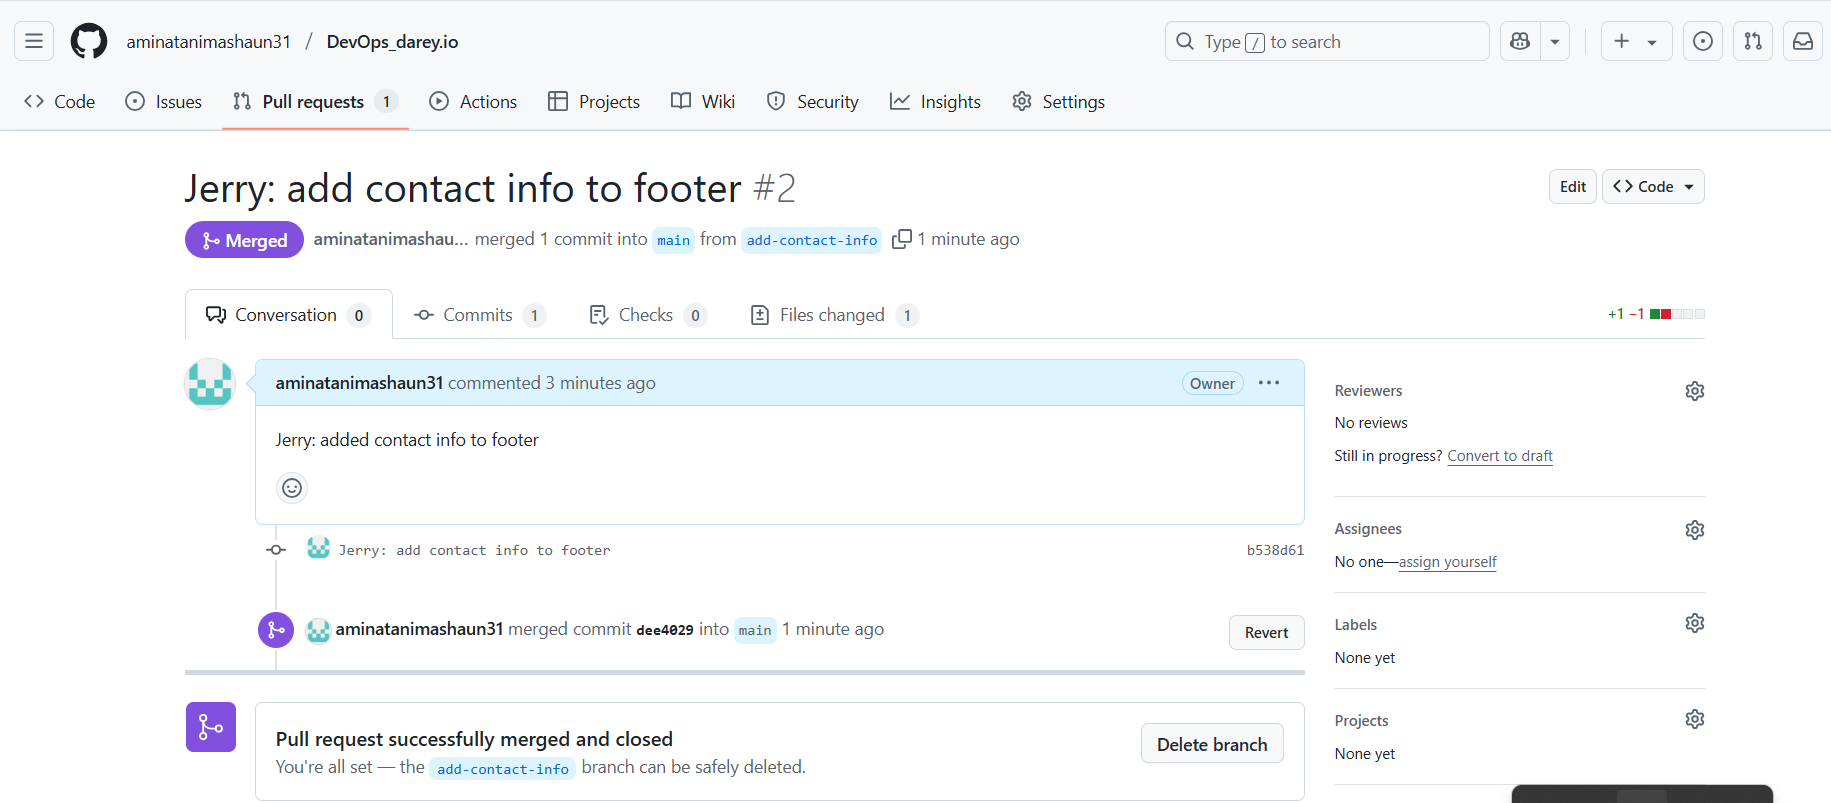 aminatanimashaun31 / DevOps_darey.io
Type / to search
Code Issues Pull requests 1 Actions Projects Wiki Security Insights Settings
Jerry: add contact info to footer #2
Edit Code
Merged aminatanimashau... merged 1 commit into main from add-contact-info 1 minute ago
Conversation 0 Commits 1 Checks 0 Files changed 1
+1 −1
aminatanimashaun31 commented 3 minutes ago Owner
Jerry: added contact info to footer
Jerry: add contact info to footer b538d61
aminatanimashaun31 merged commit dee4029 into main 1 minute ago Revert
Pull request successfully merged and closed
You're all set — the add-contact-info branch can be safely deleted.
Delete branch
Reviewers
No reviews
Still in progress? Convert to draft
Assignees
No one—assign yourself
Labels
None yet
Projects
None yet